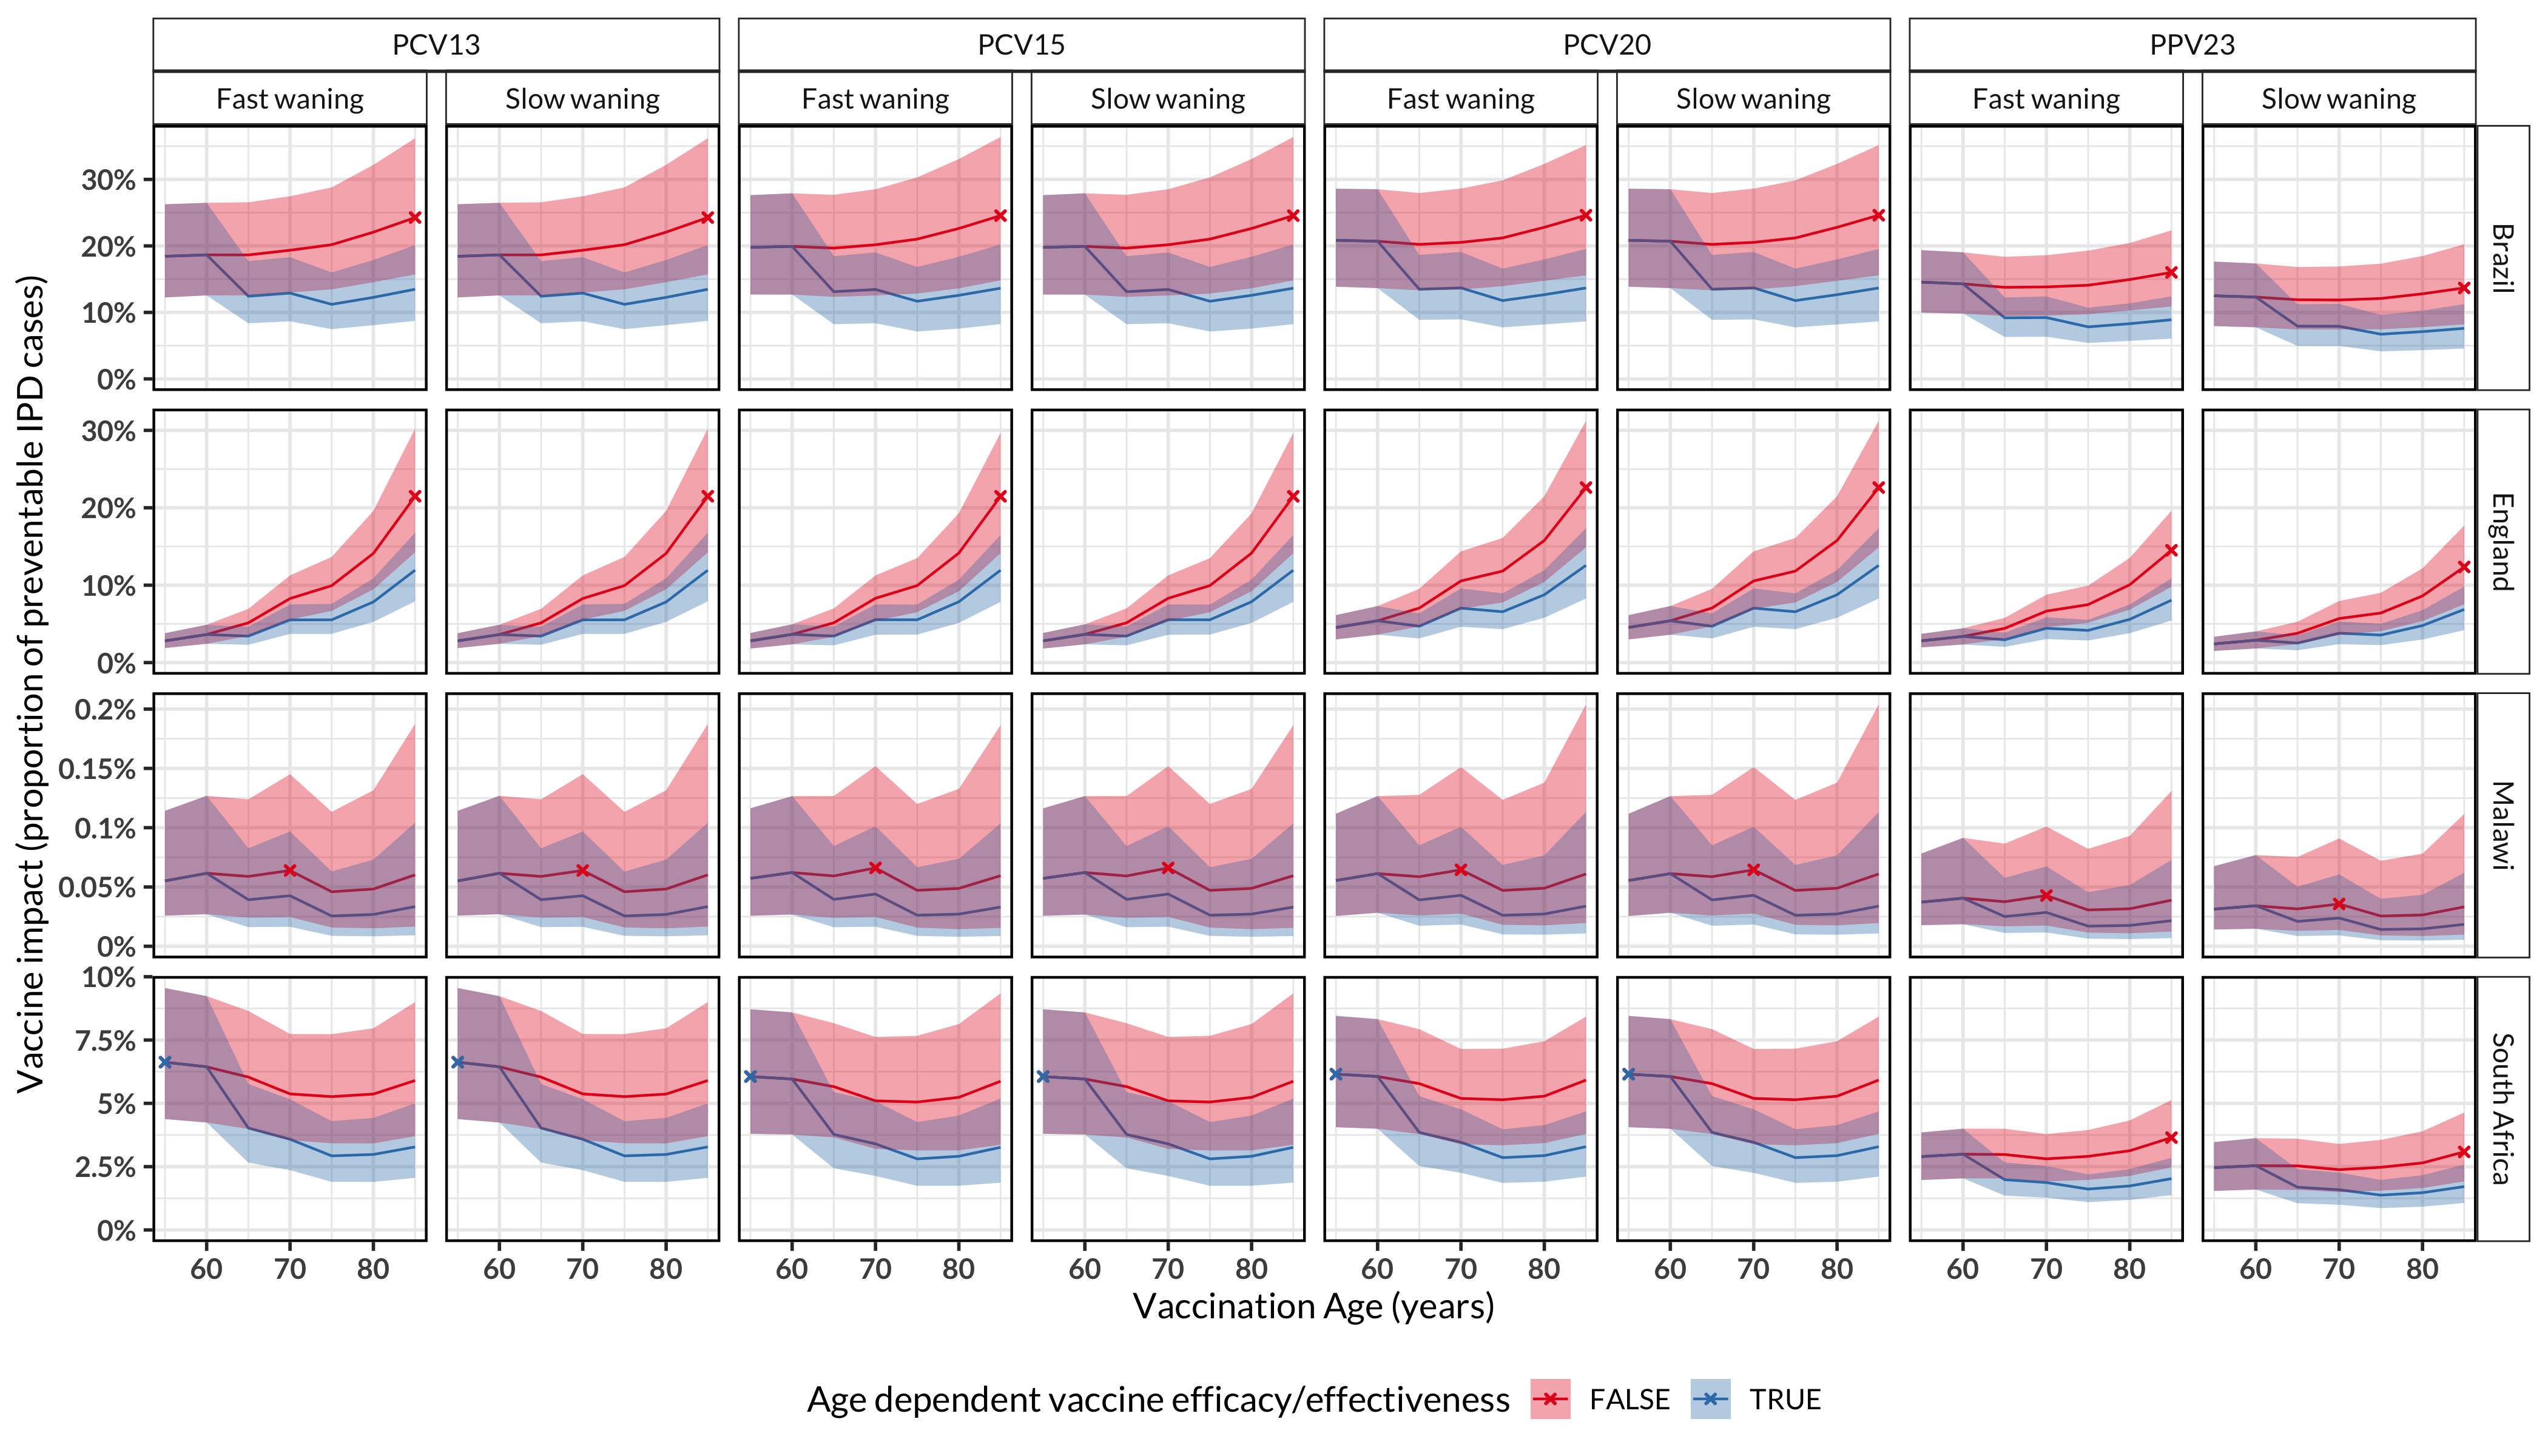 PCV13 PCV15 PCV20 PPV23
Fast waning Slow waning Fast waning Slow waning Fast waning Slow waning Fast waning Slow waning
Vaccine impact (proportion of preventable IPD cases)
30%
20%
10%
0%
Brazil
30%
20%
10%
0%
England
0.2%
0.15%
0.1%
0.05%
0%
Malawi
10%
7.5%
5%
2.5%
0%
South Africa
60 70 80 60 70 80 60 70 80 60 70 80 60 70 80 60 70 80 60 70 80 60 70 80
Vaccination Age (years)
Age dependent vaccine efficacy/effectiveness FALSE TRUE